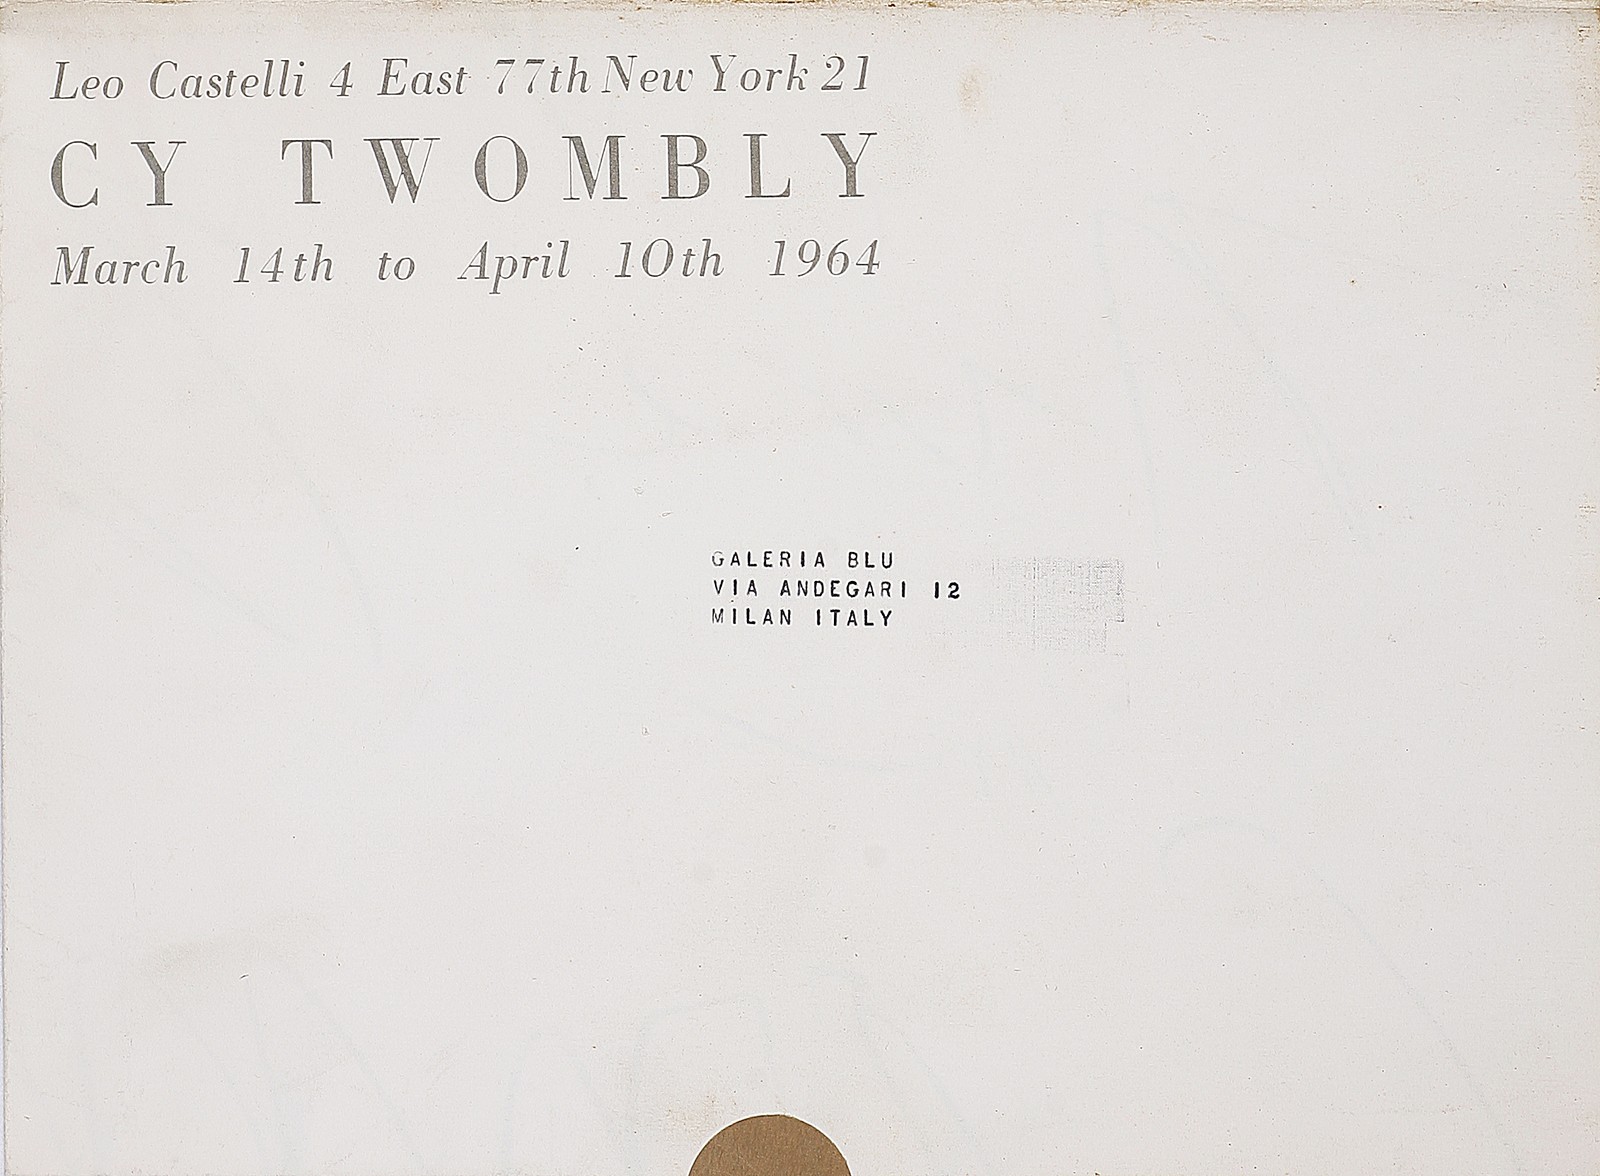 Leo Castelli 4 East 77th New York 21
CY TWOMBLY
March 14th to April 10th 1964
GALERIA BLU
VIA ANDEGARI 12
MILAN ITALY